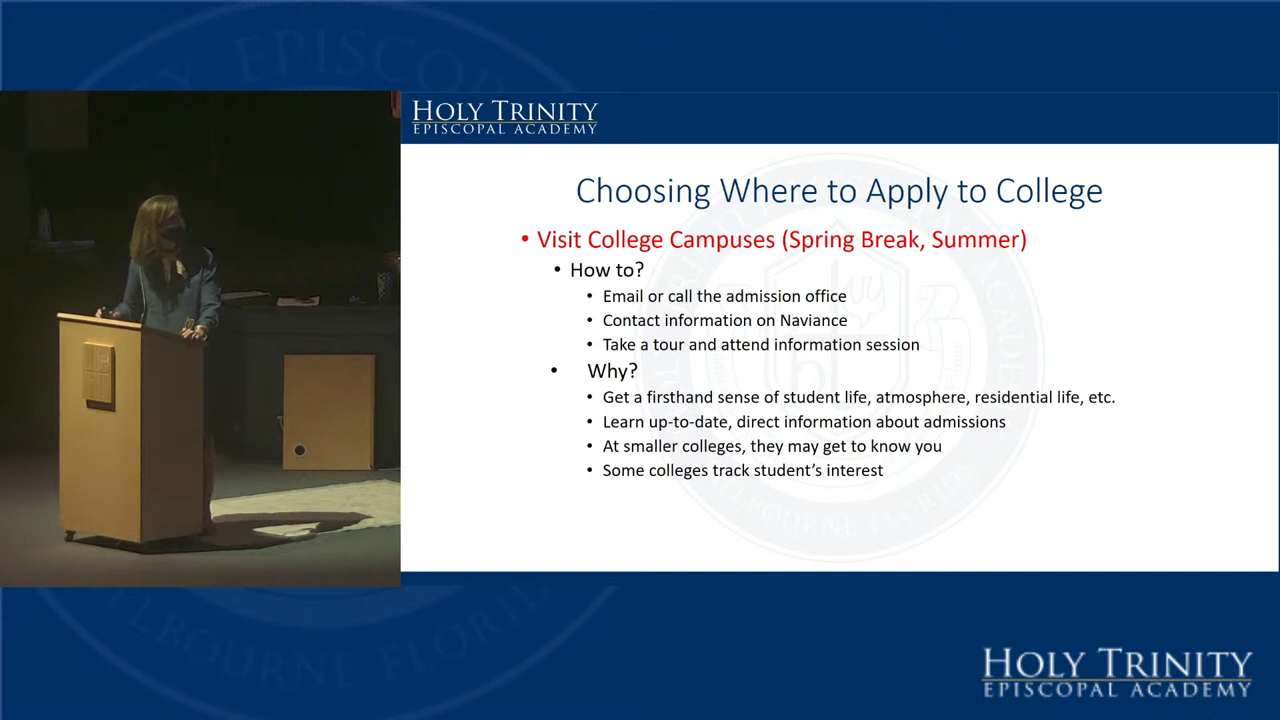 HOLY TRINITY
EPISCOPAL ACADEMY
Choosing Where to Apply to College
• Visit College Campuses (Spring Break, Summer)
• How to?
• Email or call the admission office
• Contact information on Naviance
• Take a tour and attend information session
• Why?
• Get a firsthand sense of student life, atmosphere, residential life, etc.
• Learn up-to-date, direct information about admissions
• At smaller colleges, they may get to know you
• Some colleges track student's interest
HOLY TRINITY
EPISCOPAL ACADEMY